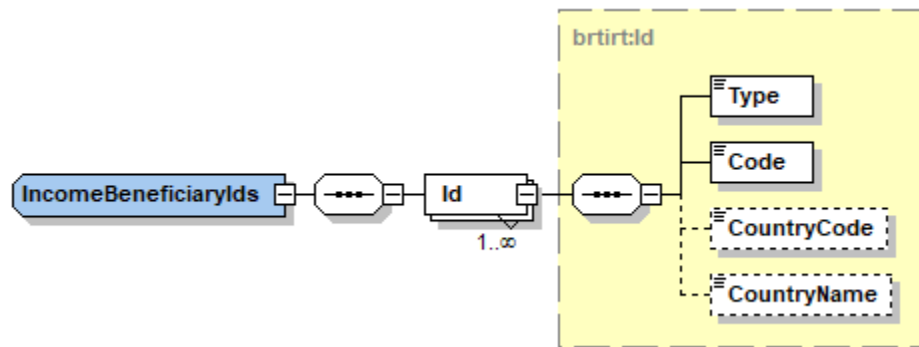 brtirt:Id
Type
Code
IncomeBeneficiaryIds
Id
CountryCode
1..∞
CountryName